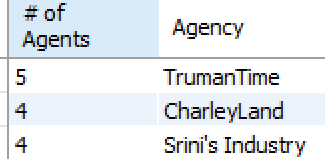 # of Agents Agency
5 TrumanTime
4 CharleyLand
4 Srini's Industry